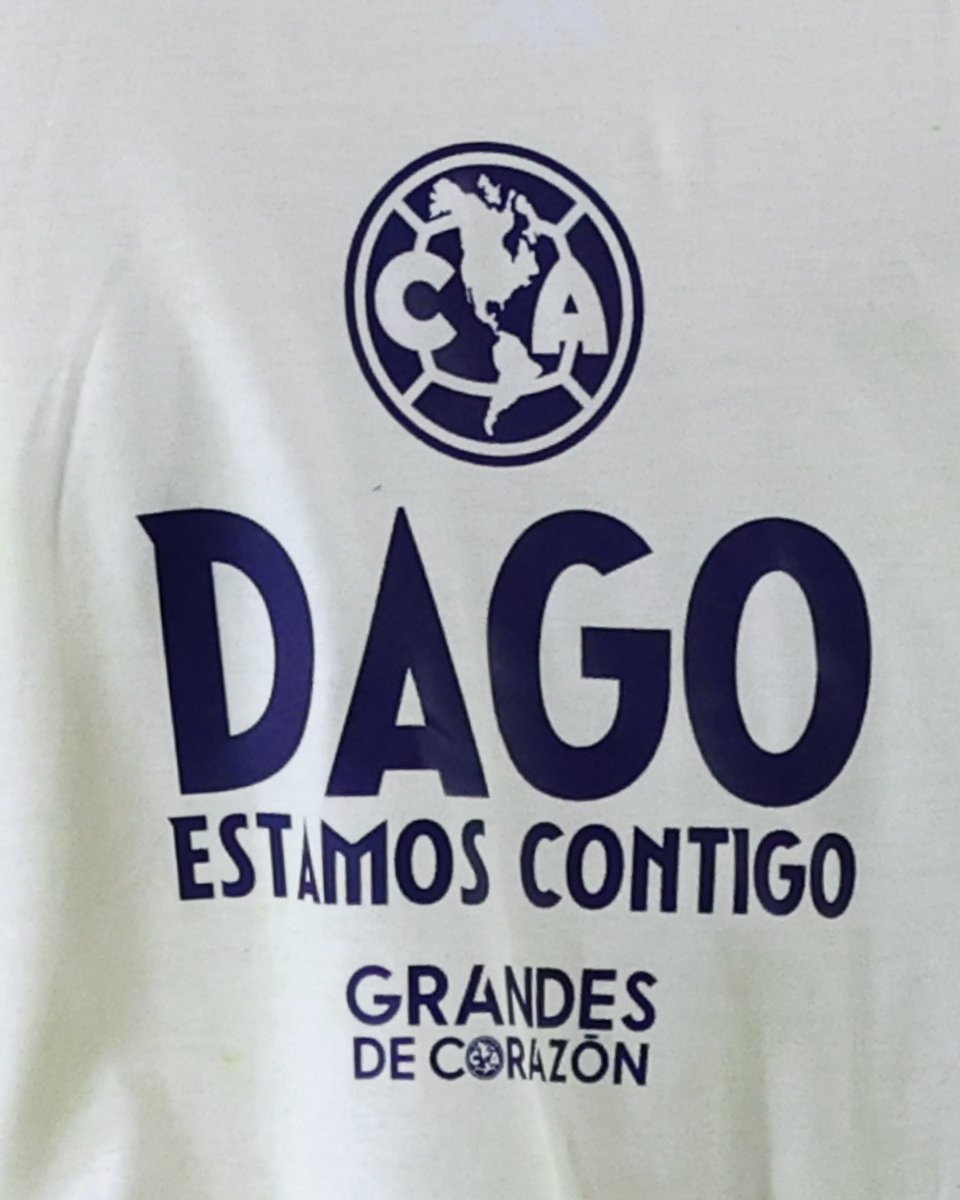 CA
DAGO
ESTAMOS CONTIGO
GRANDES
DE CORAZÓN